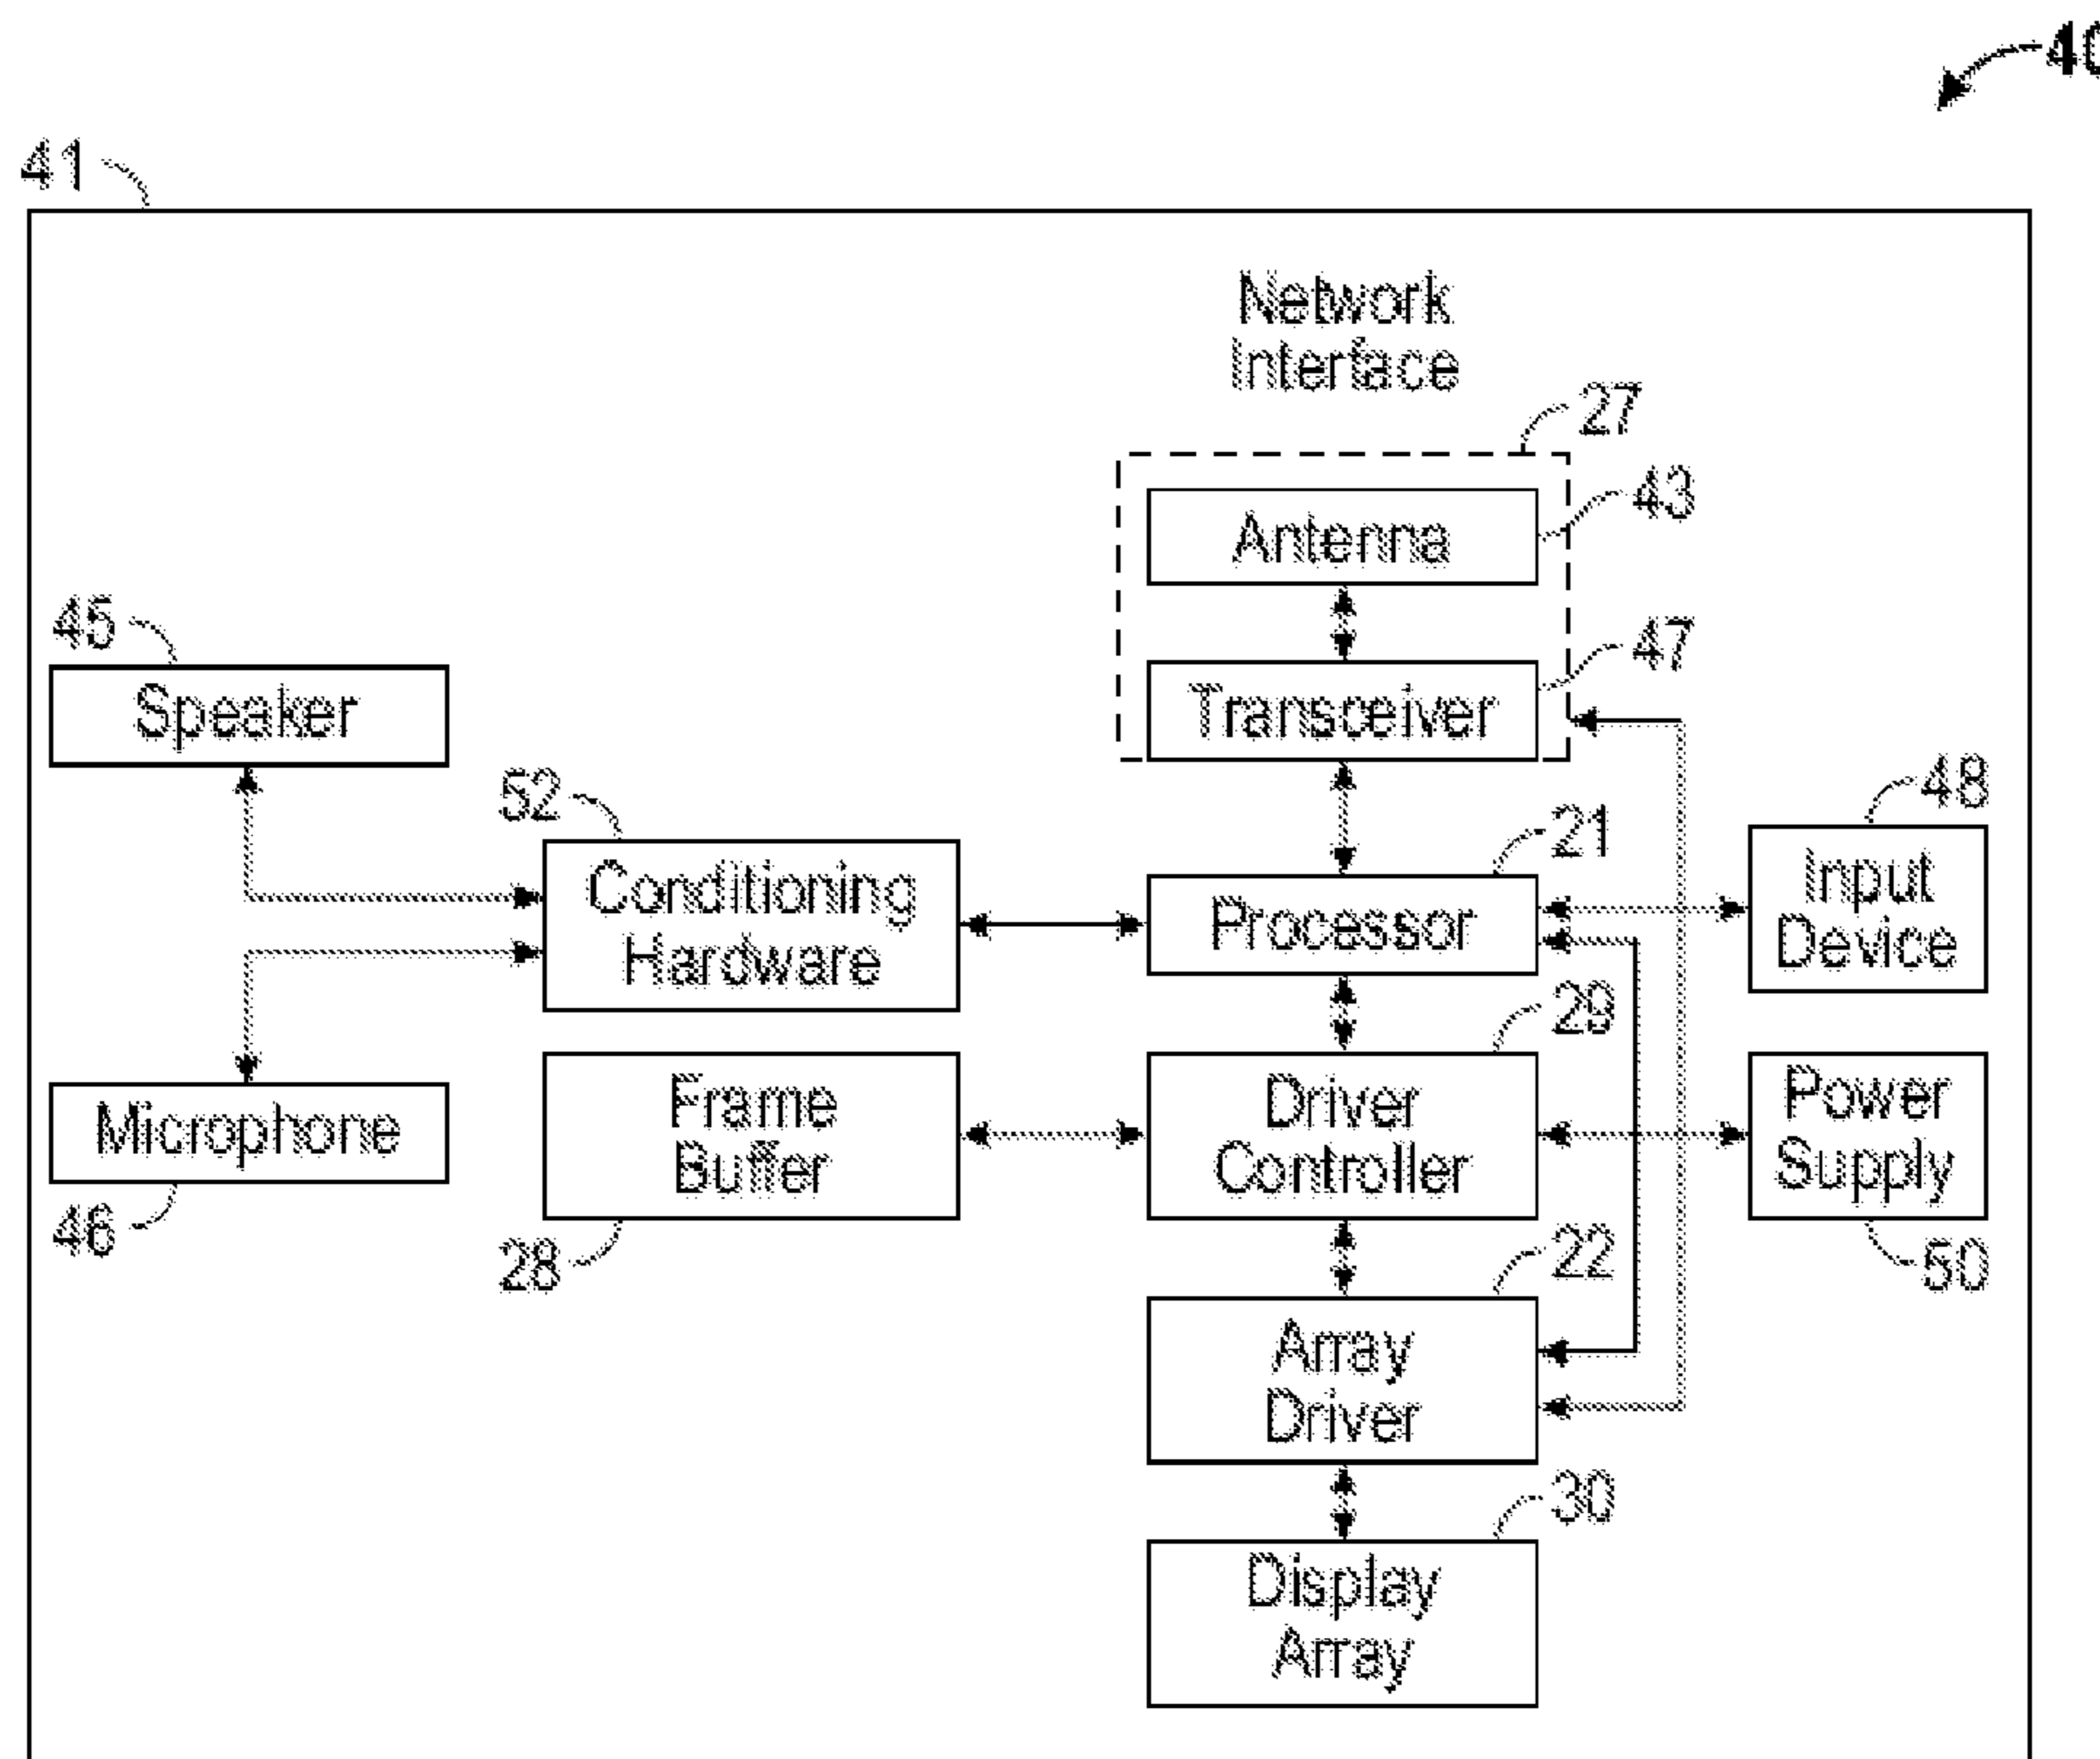 40
41
Network
Interface
27
43
Antenna
45
47
Speaker
Transceiver
52
48
21
Conditioning
Hardware
Processor
Input
Device
29
Microphone
Frame
Buffer
Driver
Controller
Power
Supply
46
28
22
50
Array
Driver
30
Display
Array